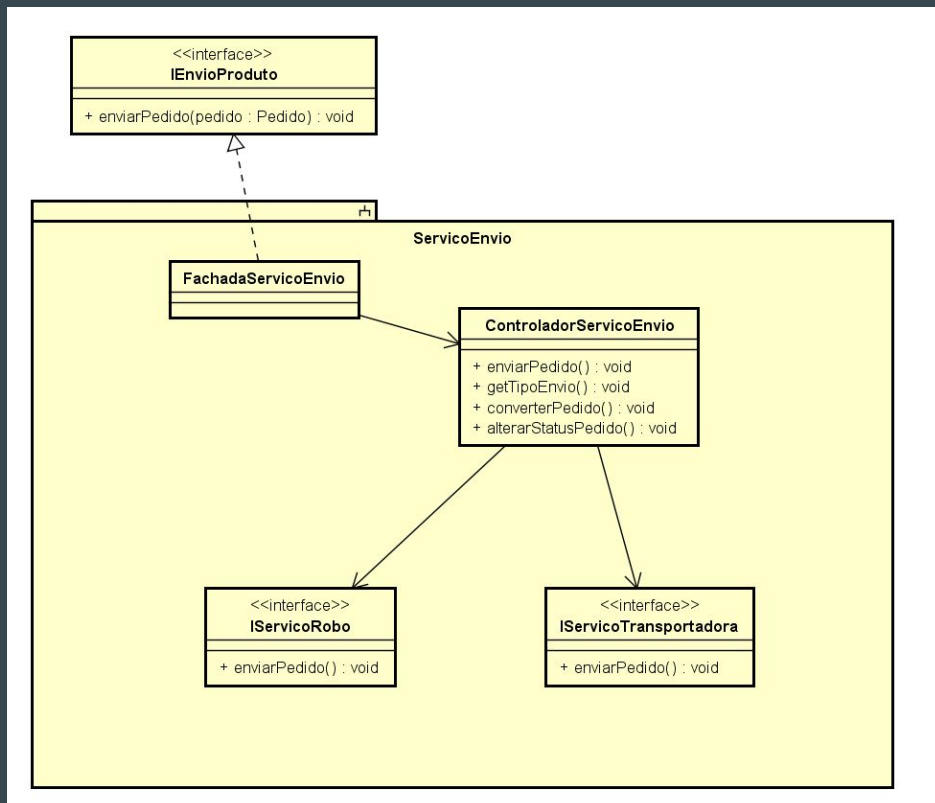 <<interface>>
IEnvioProduto
+ enviarPedido(pedido : Pedido) : void
ServicoEnvio
FachadaServicoEnvio
ControladorServicoEnvio
+ enviarPedido() : void
+ getTipoEnvio() : void
+ converterPedido() : void
+ alterarStatusPedido() : void
<<interface>>
IServicoRobo
+ enviarPedido() : void
<<interface>>
IServicoTransportadora
+ enviarPedido() : void